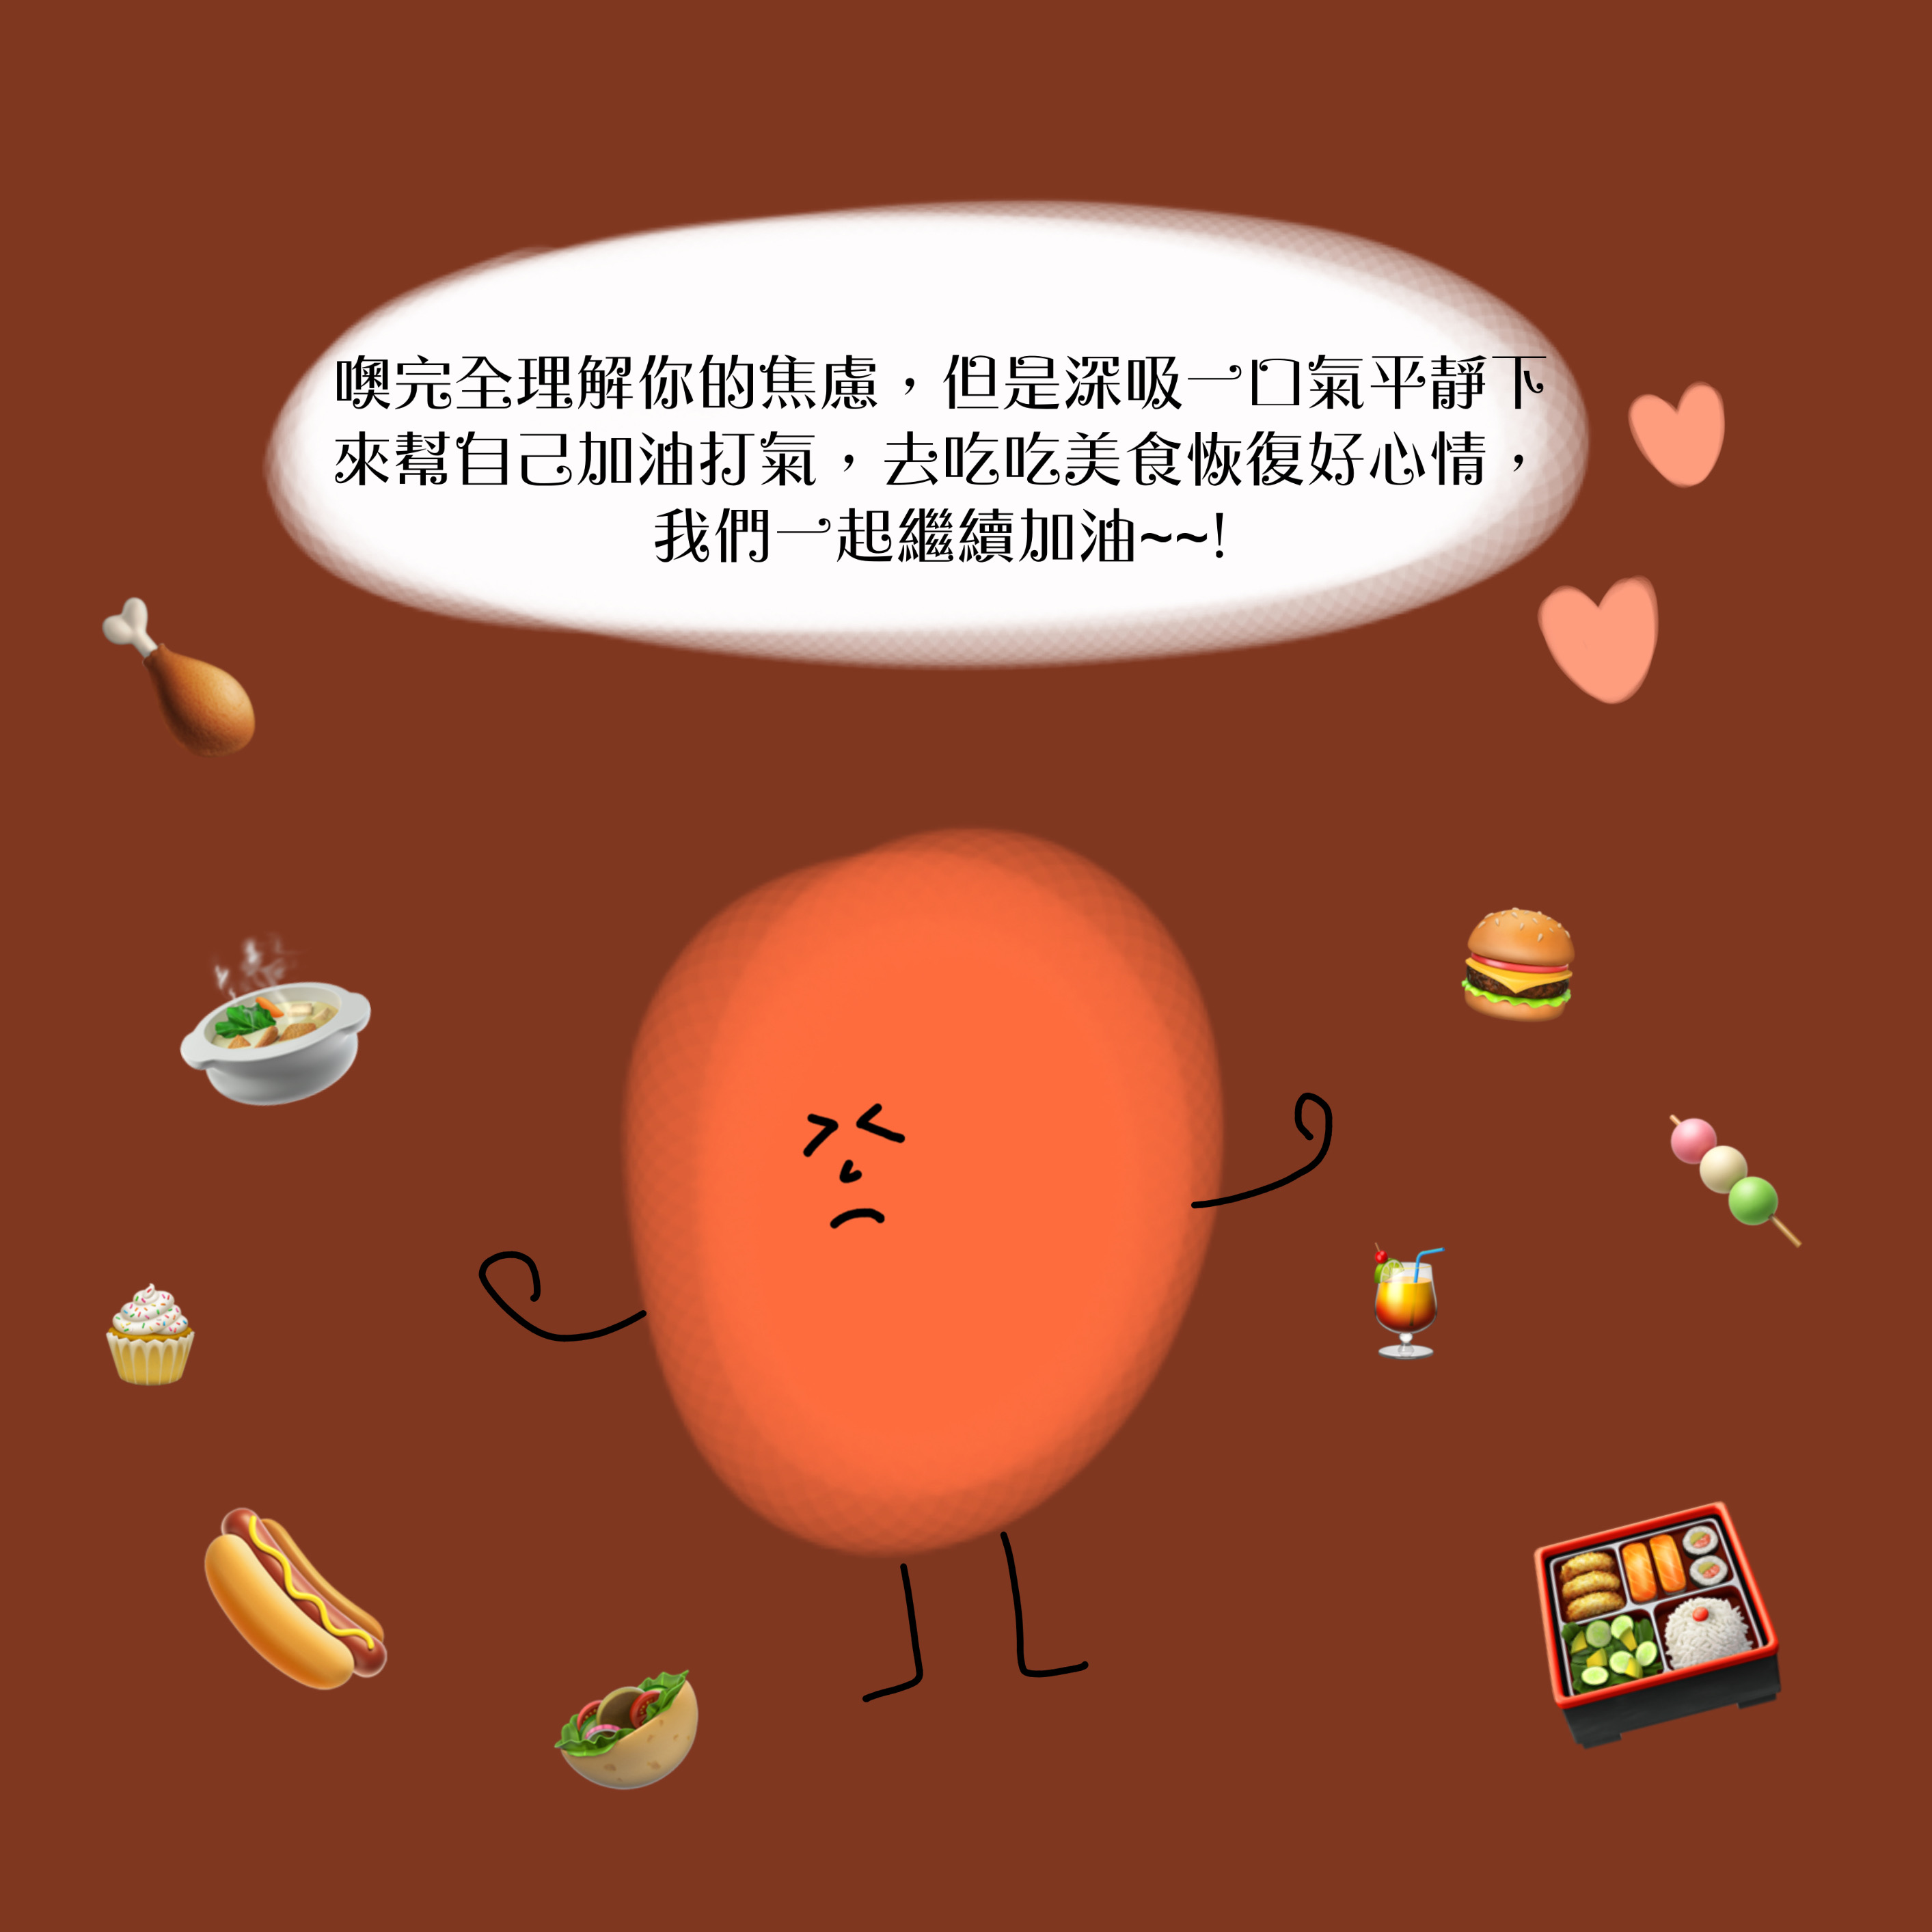 噢完全理解你的焦慮，但是深吸一口氣平靜下
來幫自己加油打氣，去吃吃美食恢復好心情，
我們一起繼續加油~~!